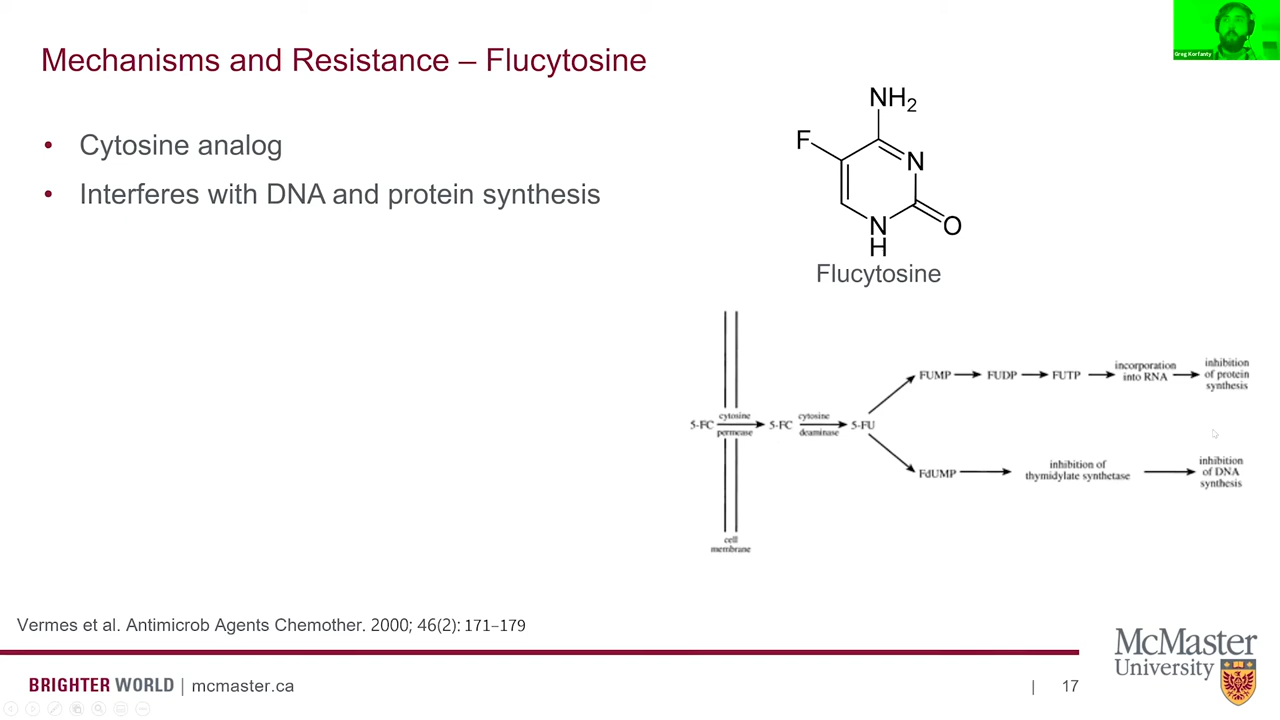 Greg Korfanty
Mechanisms and Resistance – Flucytosine
• Cytosine analog
• Interferes with DNA and protein synthesis
NH2
F
N
N
H
O
Flucytosine
5-FC
cytosine
permease
5-FC
cytosine
deaminase
5-FU
FUMP
FUDP
FUTP
incorporation
into RNA
inhibition
of protein
synthesis
FdUMP
inhibition of
thymidylate synthetase
inhibition
of DNA
synthesis
cell
membrane
Vermes et al. Antimicrob Agents Chemother. 2000; 46(2): 171–179
BRIGHTER WORLD | mcmaster.ca
| 17
McMaster
University